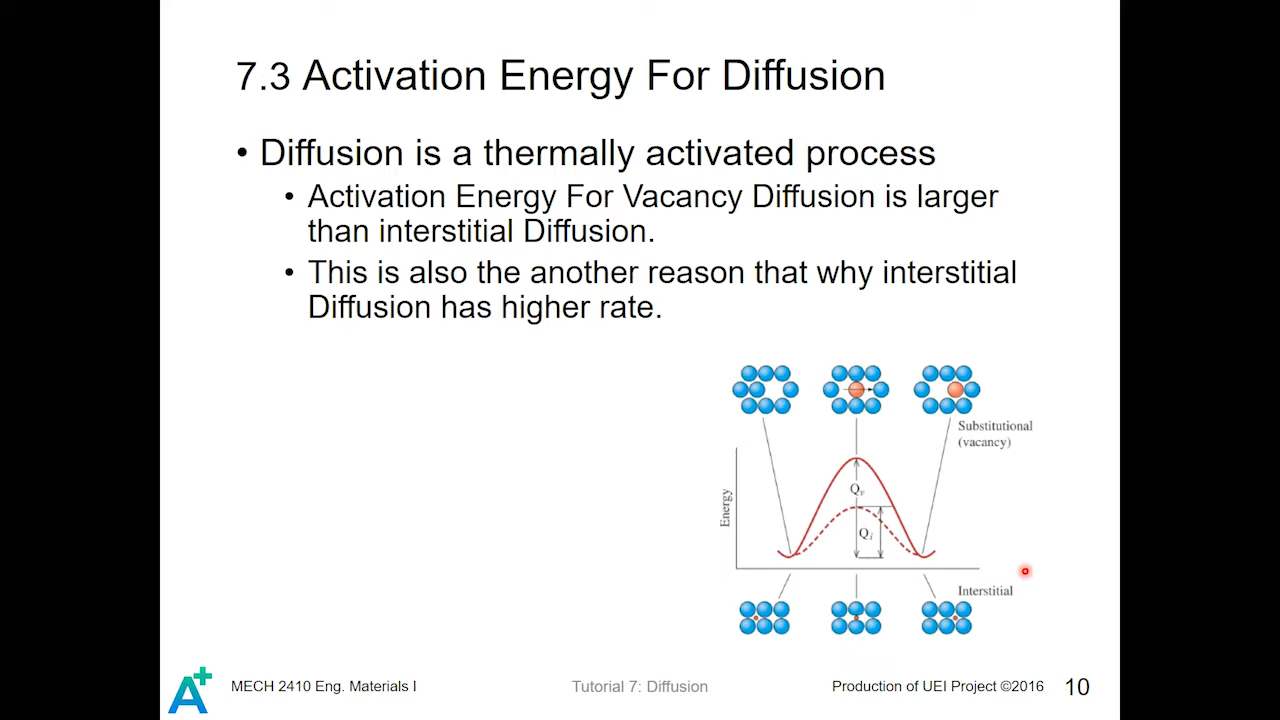 7.3 Activation Energy For Diffusion
• Diffusion is a thermally activated process
• Activation Energy For Vacancy Diffusion is larger
than interstitial Diffusion.
• This is also the another reason that why interstitial
Diffusion has higher rate.
Substitutional
(vacancy)
Energy
Qv
Qi
Interstitial
A+
MECH 2410 Eng. Materials I
Tutorial 7: Diffusion
Production of UEI Project ©2016
10